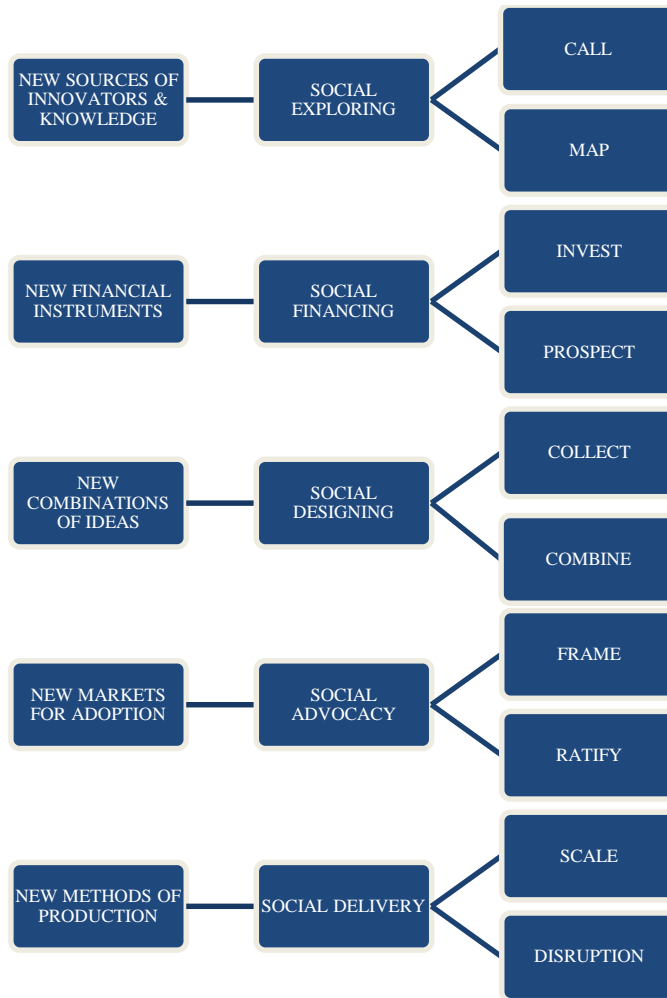 NEW SOURCES OF
INNOVATORS &
KNOWLEDGE
SOCIAL
EXPLORING
CALL
MAP
NEW FINANCIAL
INSTRUMENTS
SOCIAL
FINANCING
INVEST
PROSPECT
NEW
COMBINATIONS
OF IDEAS
SOCIAL
DESIGNING
COLLECT
COMBINE
NEW MARKETS
FOR ADOPTION
SOCIAL
ADVOCACY
FRAME
RATIFY
NEW METHODS OF
PRODUCTION
SOCIAL DELIVERY
SCALE
DISRUPTION